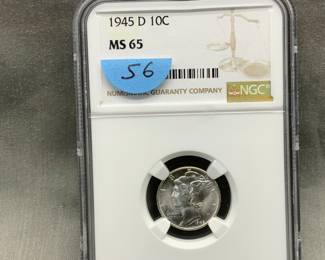 1945 D 10C
MS 65
56
NUMISMATIC GUARANTY COMPANY
NGC